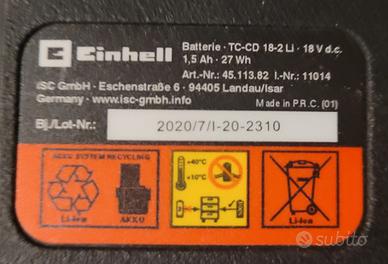 Einhell
Batterie · TC-CD 18-2 Li · 18 V d.c.
1,5 Ah · 27 Wh
Art.-Nr.: 45.113.82 I.-Nr.: 11014
iSC GmbH · Eschenstraße 6 · 94405 Landau/Isar
Germany · www.isc-gmbh.info
Made in P.R.C. (01)
Bj./Lot-Nr.:
2020/7/I-20-2310
AKKU SYSTEM RECYCLING
+40°C
+10°C
Li-Ion
AKKU
Li-Ion
subito